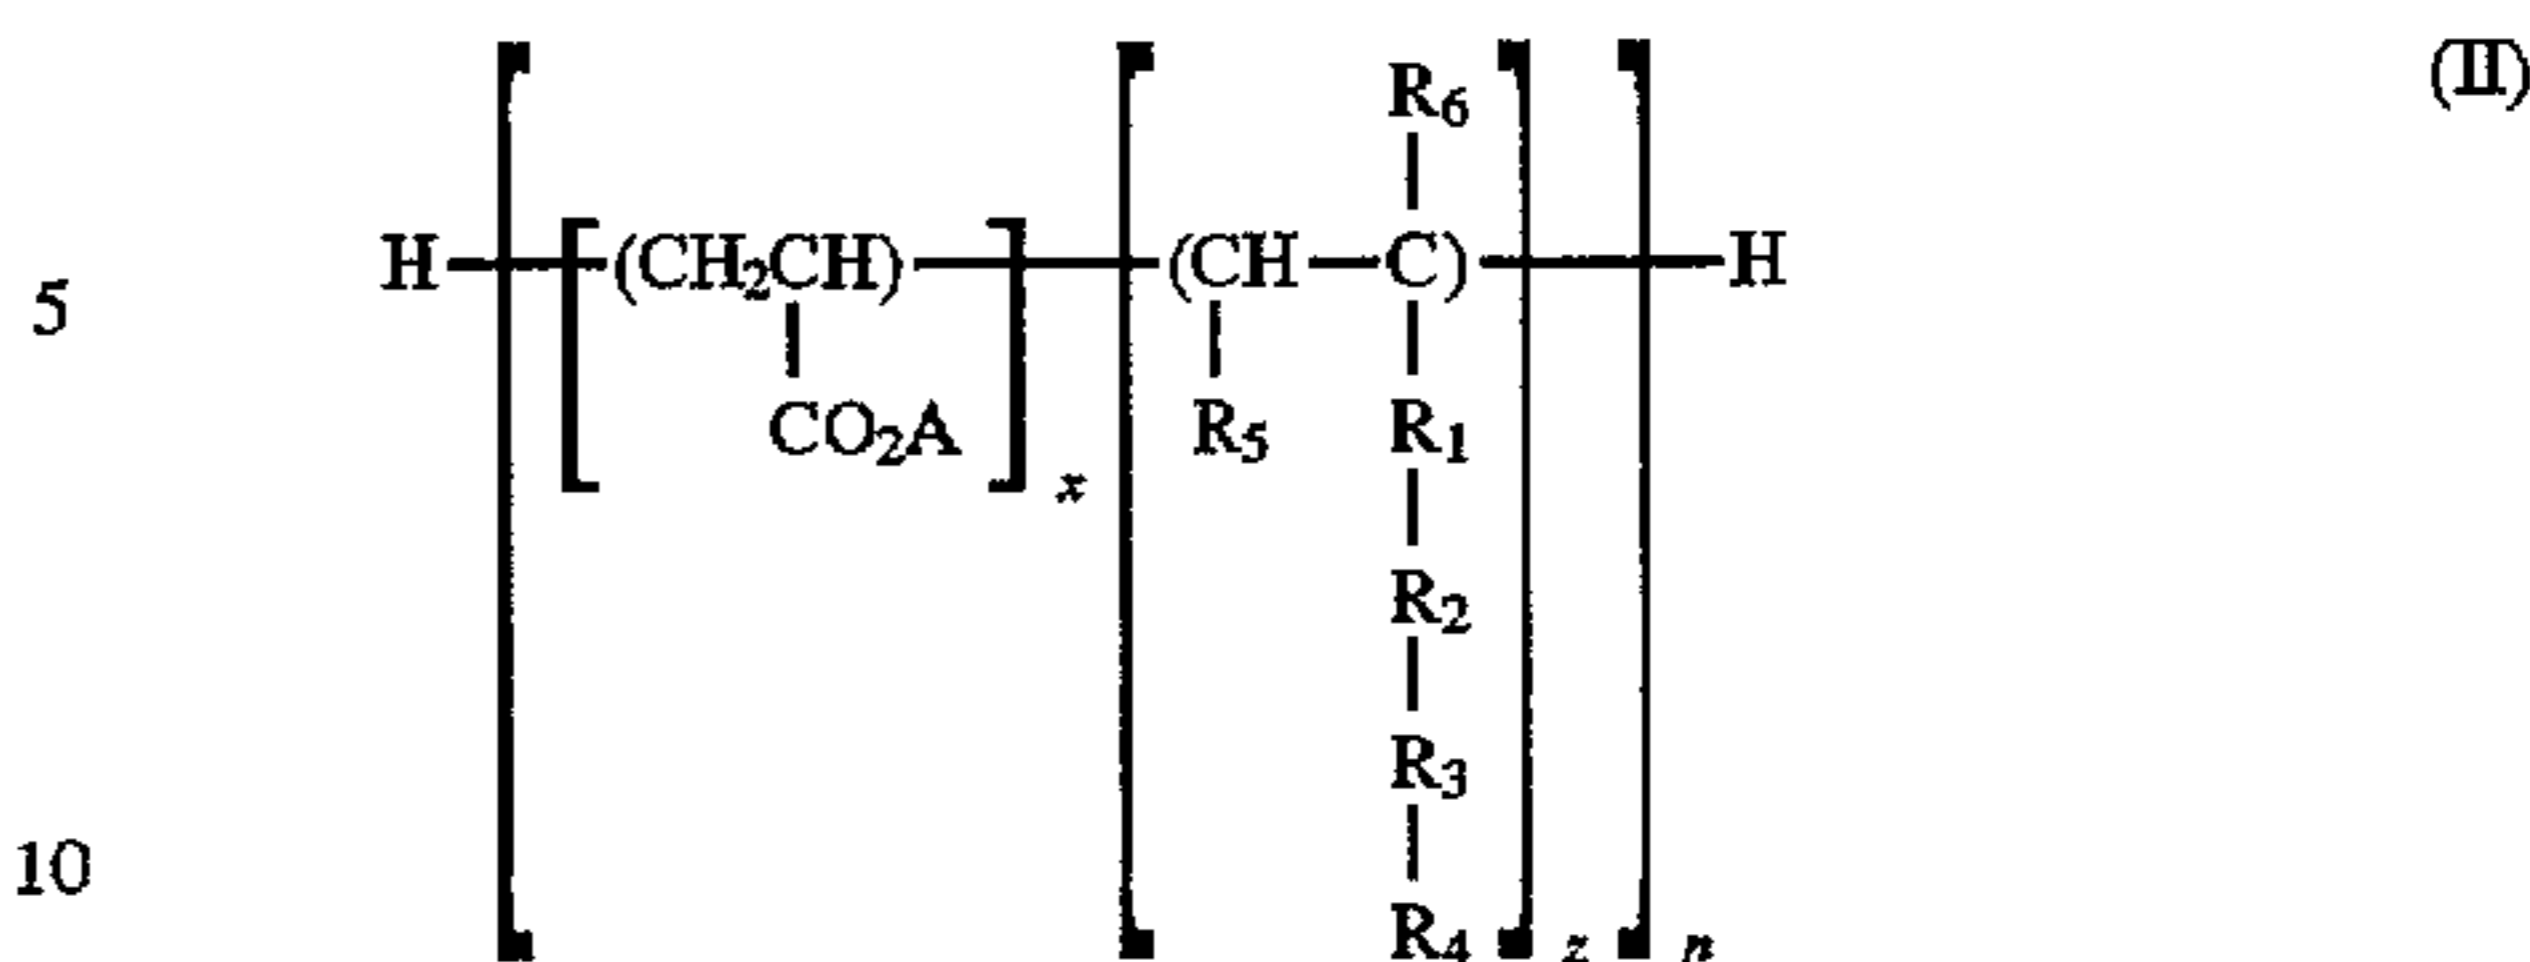 (II)
R6
5 H (CH2CH) (CH C) H
CO2A R5 R1
x
R2
R3
10
R4 z n